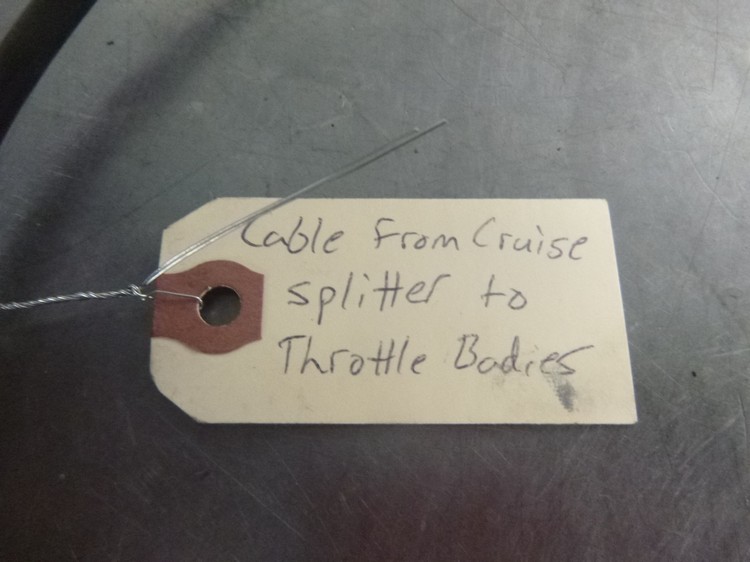 Cable From Cruise
splitter to
Throttle Bodies